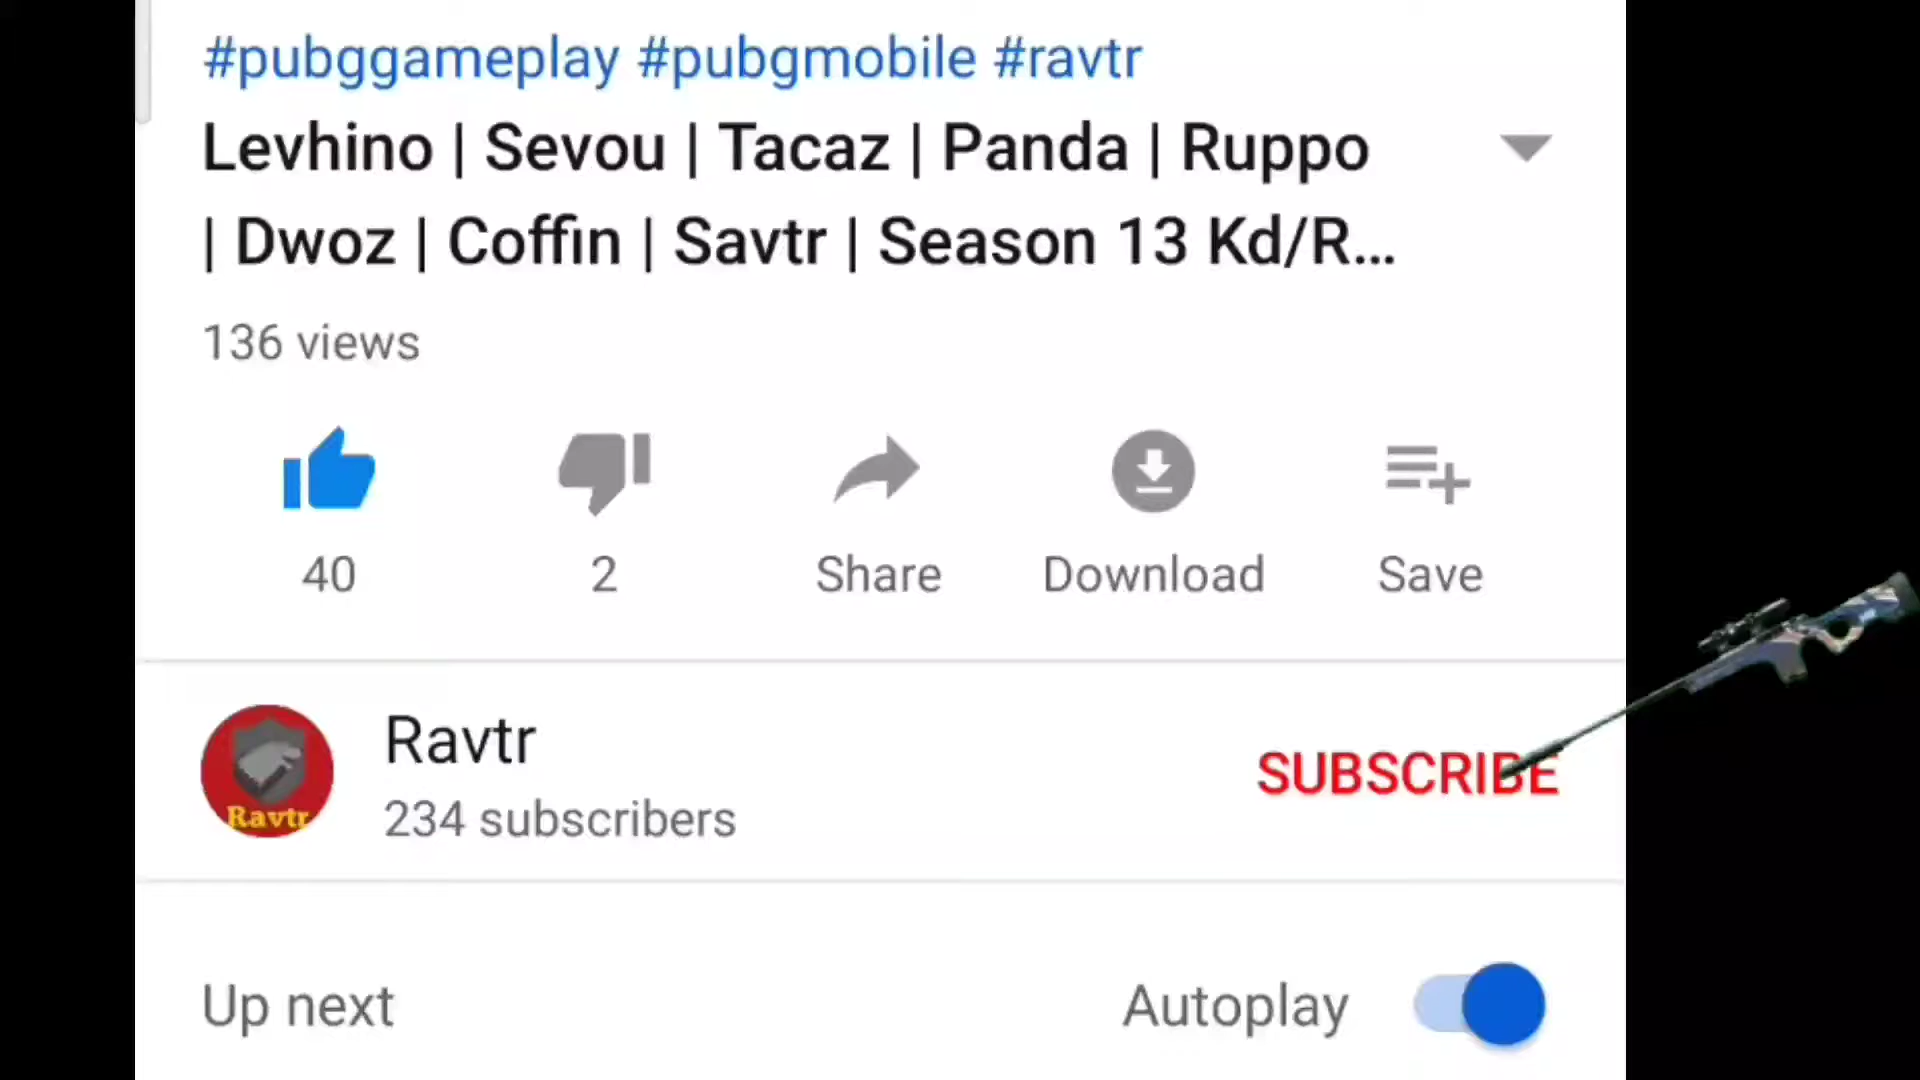 #pubggameplay #pubgmobile #ravtr
Levhino | Sevou | Tacaz | Panda | Ruppo
| Dwoz | Coffin | Savtr | Season 13 Kd/R...
136 views
40 2 Share Download Save
Ravtr
Ravtr
234 subscribers
SUBSCRIBE
Up next Autoplay